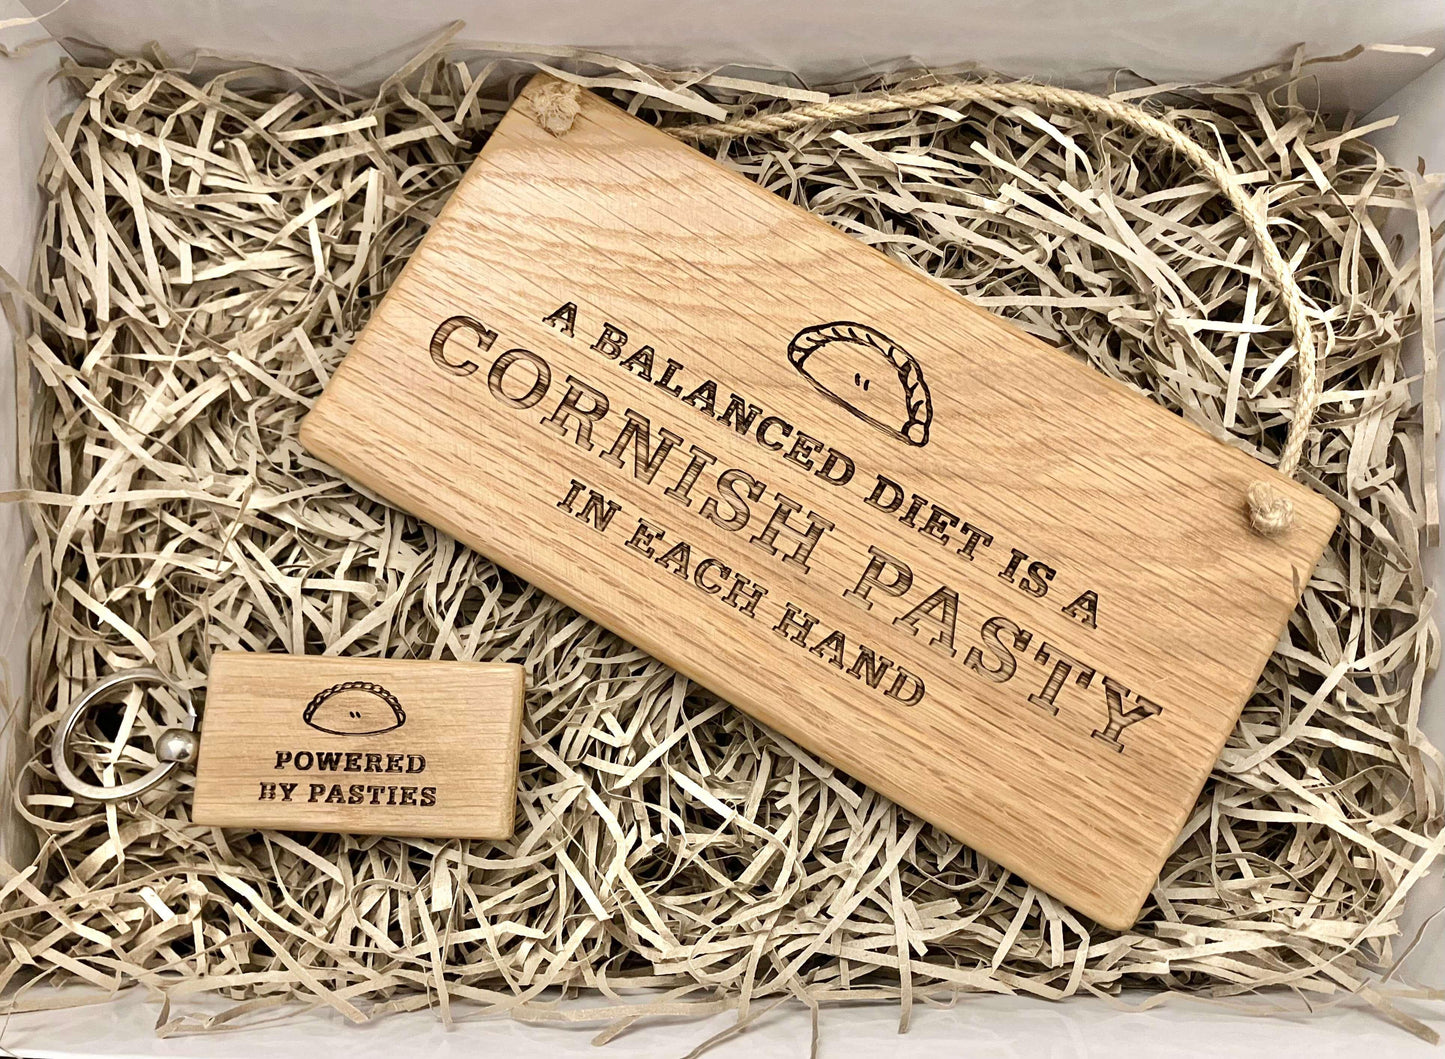 A BALANCED DIET IS A
CORNISH PASTY
IN EACH HAND
POWERED
BY PASTIES